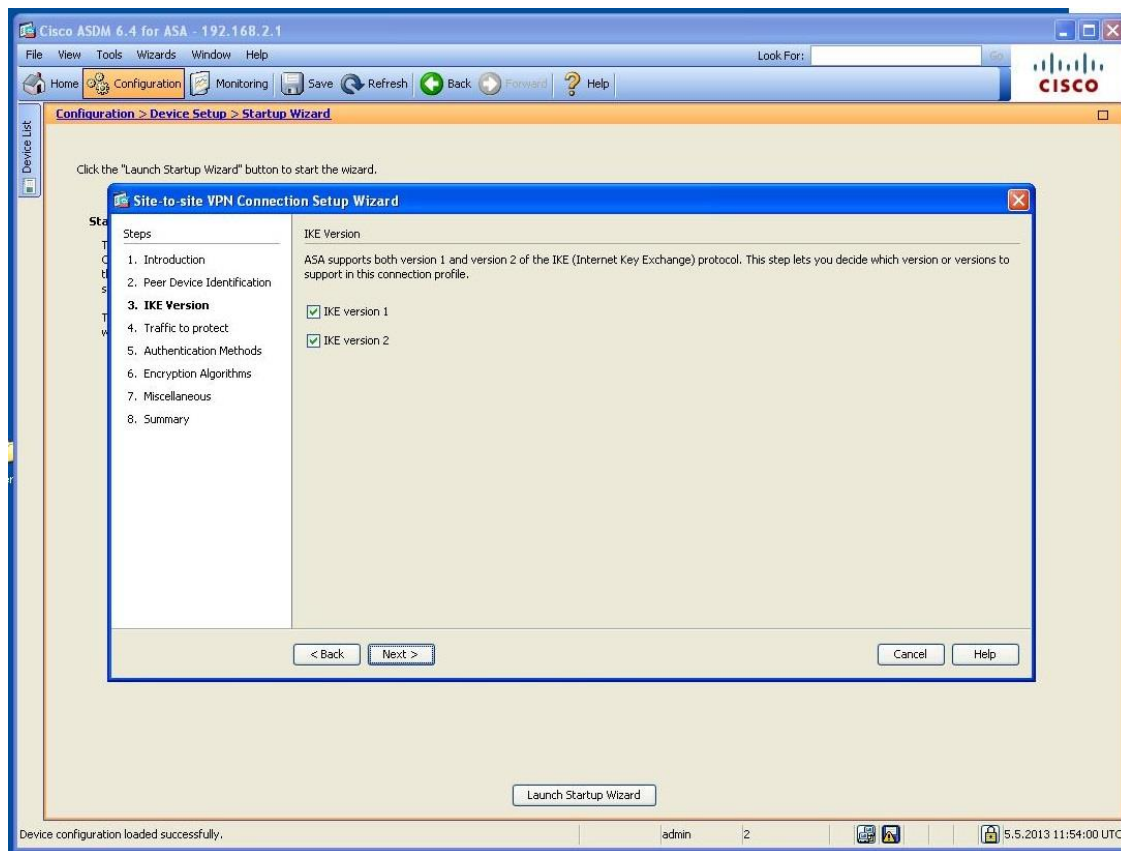 Cisco ASDM 6.4 for ASA - 192.168.2.1
File View Tools Wizards Window Help
Look For:
Go
Home Configuration Monitoring Save Refresh Back Forward Help
CISCO
Device List
Configuration > Device Setup > Startup Wizard
Click the "Launch Startup Wizard" button to start the wizard.
Sta
Site-to-site VPN Connection Setup Wizard
Steps
1. Introduction
2. Peer Device Identification
3. IKE Version
4. Traffic to protect
5. Authentication Methods
6. Encryption Algorithms
7. Miscellaneous
8. Summary
IKE Version
ASA supports both version 1 and version 2 of the IKE (Internet Key Exchange) protocol. This step lets you decide which version or versions to
support in this connection profile.
IKE version 1
IKE version 2
< Back Next > Cancel Help
Launch Startup Wizard
Device configuration loaded successfully. admin 2 5.5.2013 11:54:00 UTC